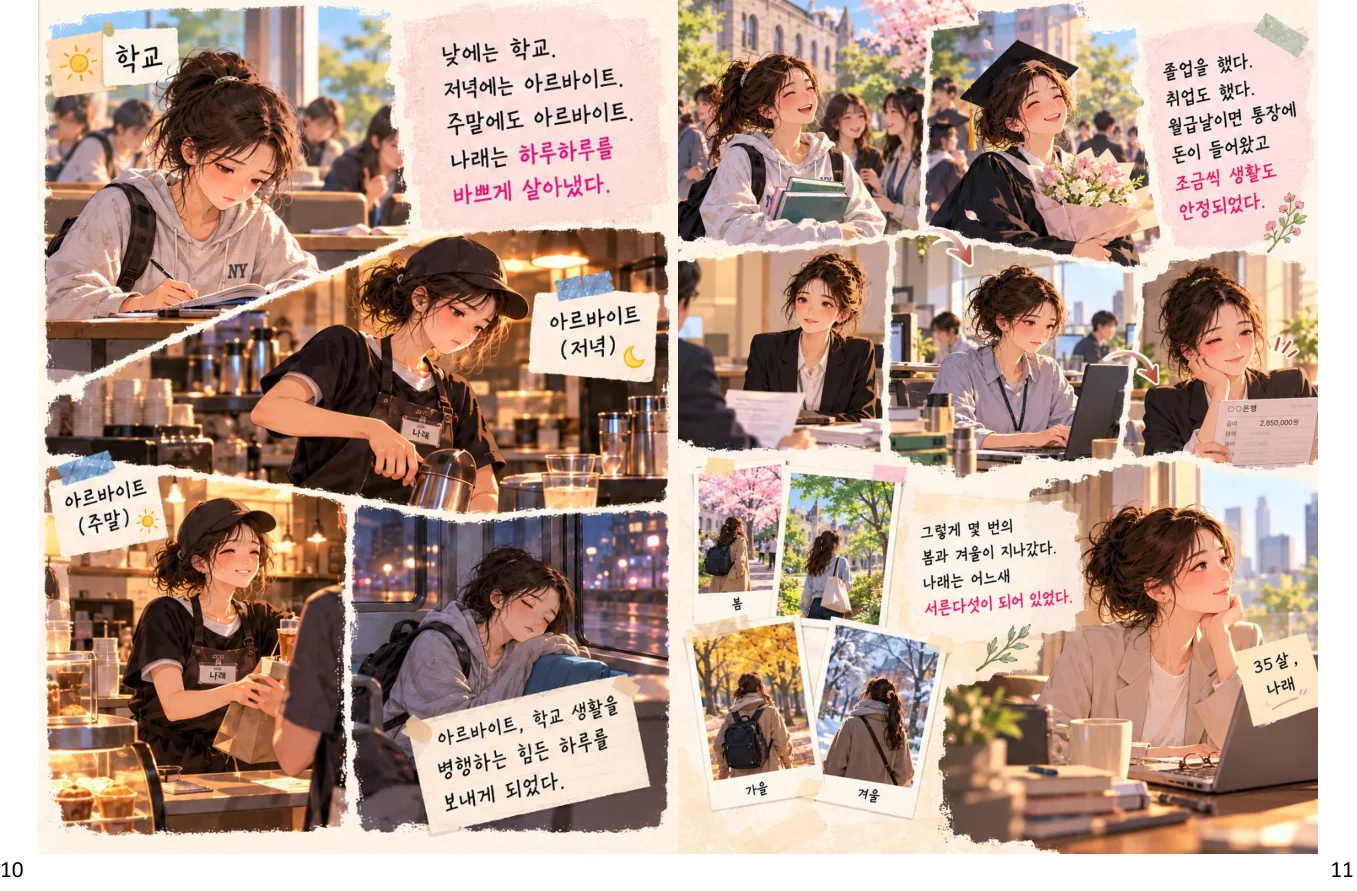 학교
낮에는 학교.
저녁에는 아르바이트.
주말에도 아르바이트.
나래는 하루하루를
바쁘게 살아냈다.
NY
아르바이트
(저녁)
나래
아르바이트
(주말)
나래
아르바이트, 학교 생활을
병행하는 힘든 하루를
보내게 되었다.
10
졸업을 했다.
취업도 했다.
월급날이면 통장에
돈이 들어왔고
조금씩 생활도
안정되었다.
○○은행
급여 2,850,000원
봄
가을
겨울
그렇게 몇 번의
봄과 겨울이 지나갔다.
나래는 어느새
서른다섯이 되어 있었다.
35살,
나래
11